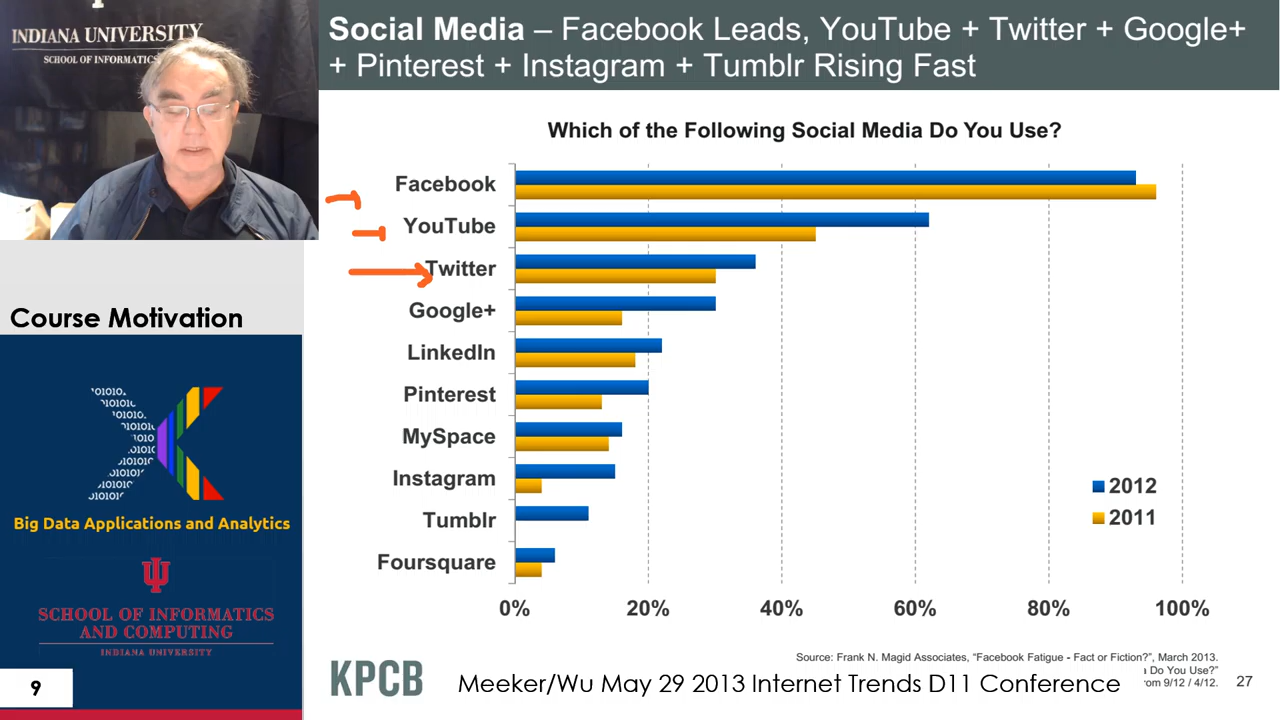 INDIANA UNIVERSITY
SCHOOL OF INFORMATICS
Social Media – Facebook Leads, YouTube + Twitter + Google+
+ Pinterest + Instagram + Tumblr Rising Fast
Course Motivation
Big Data Applications and Analytics
SCHOOL OF INFORMATICS
AND COMPUTING
INDIANA UNIVERSITY
9
Which of the Following Social Media Do You Use?
Facebook
YouTube
Twitter
Google+
LinkedIn
Pinterest
MySpace
Instagram
Tumblr
Foursquare
2012
2011
0% 20% 40% 60% 80% 100%
Source: Frank N. Magid Associates, "Facebook Fatigue - Fact or Fiction?", March 2013.
Do You Use?"
9/12 / 4/12.
KPCB
Meeker/Wu May 29 2013 Internet Trends D11 Conference
27